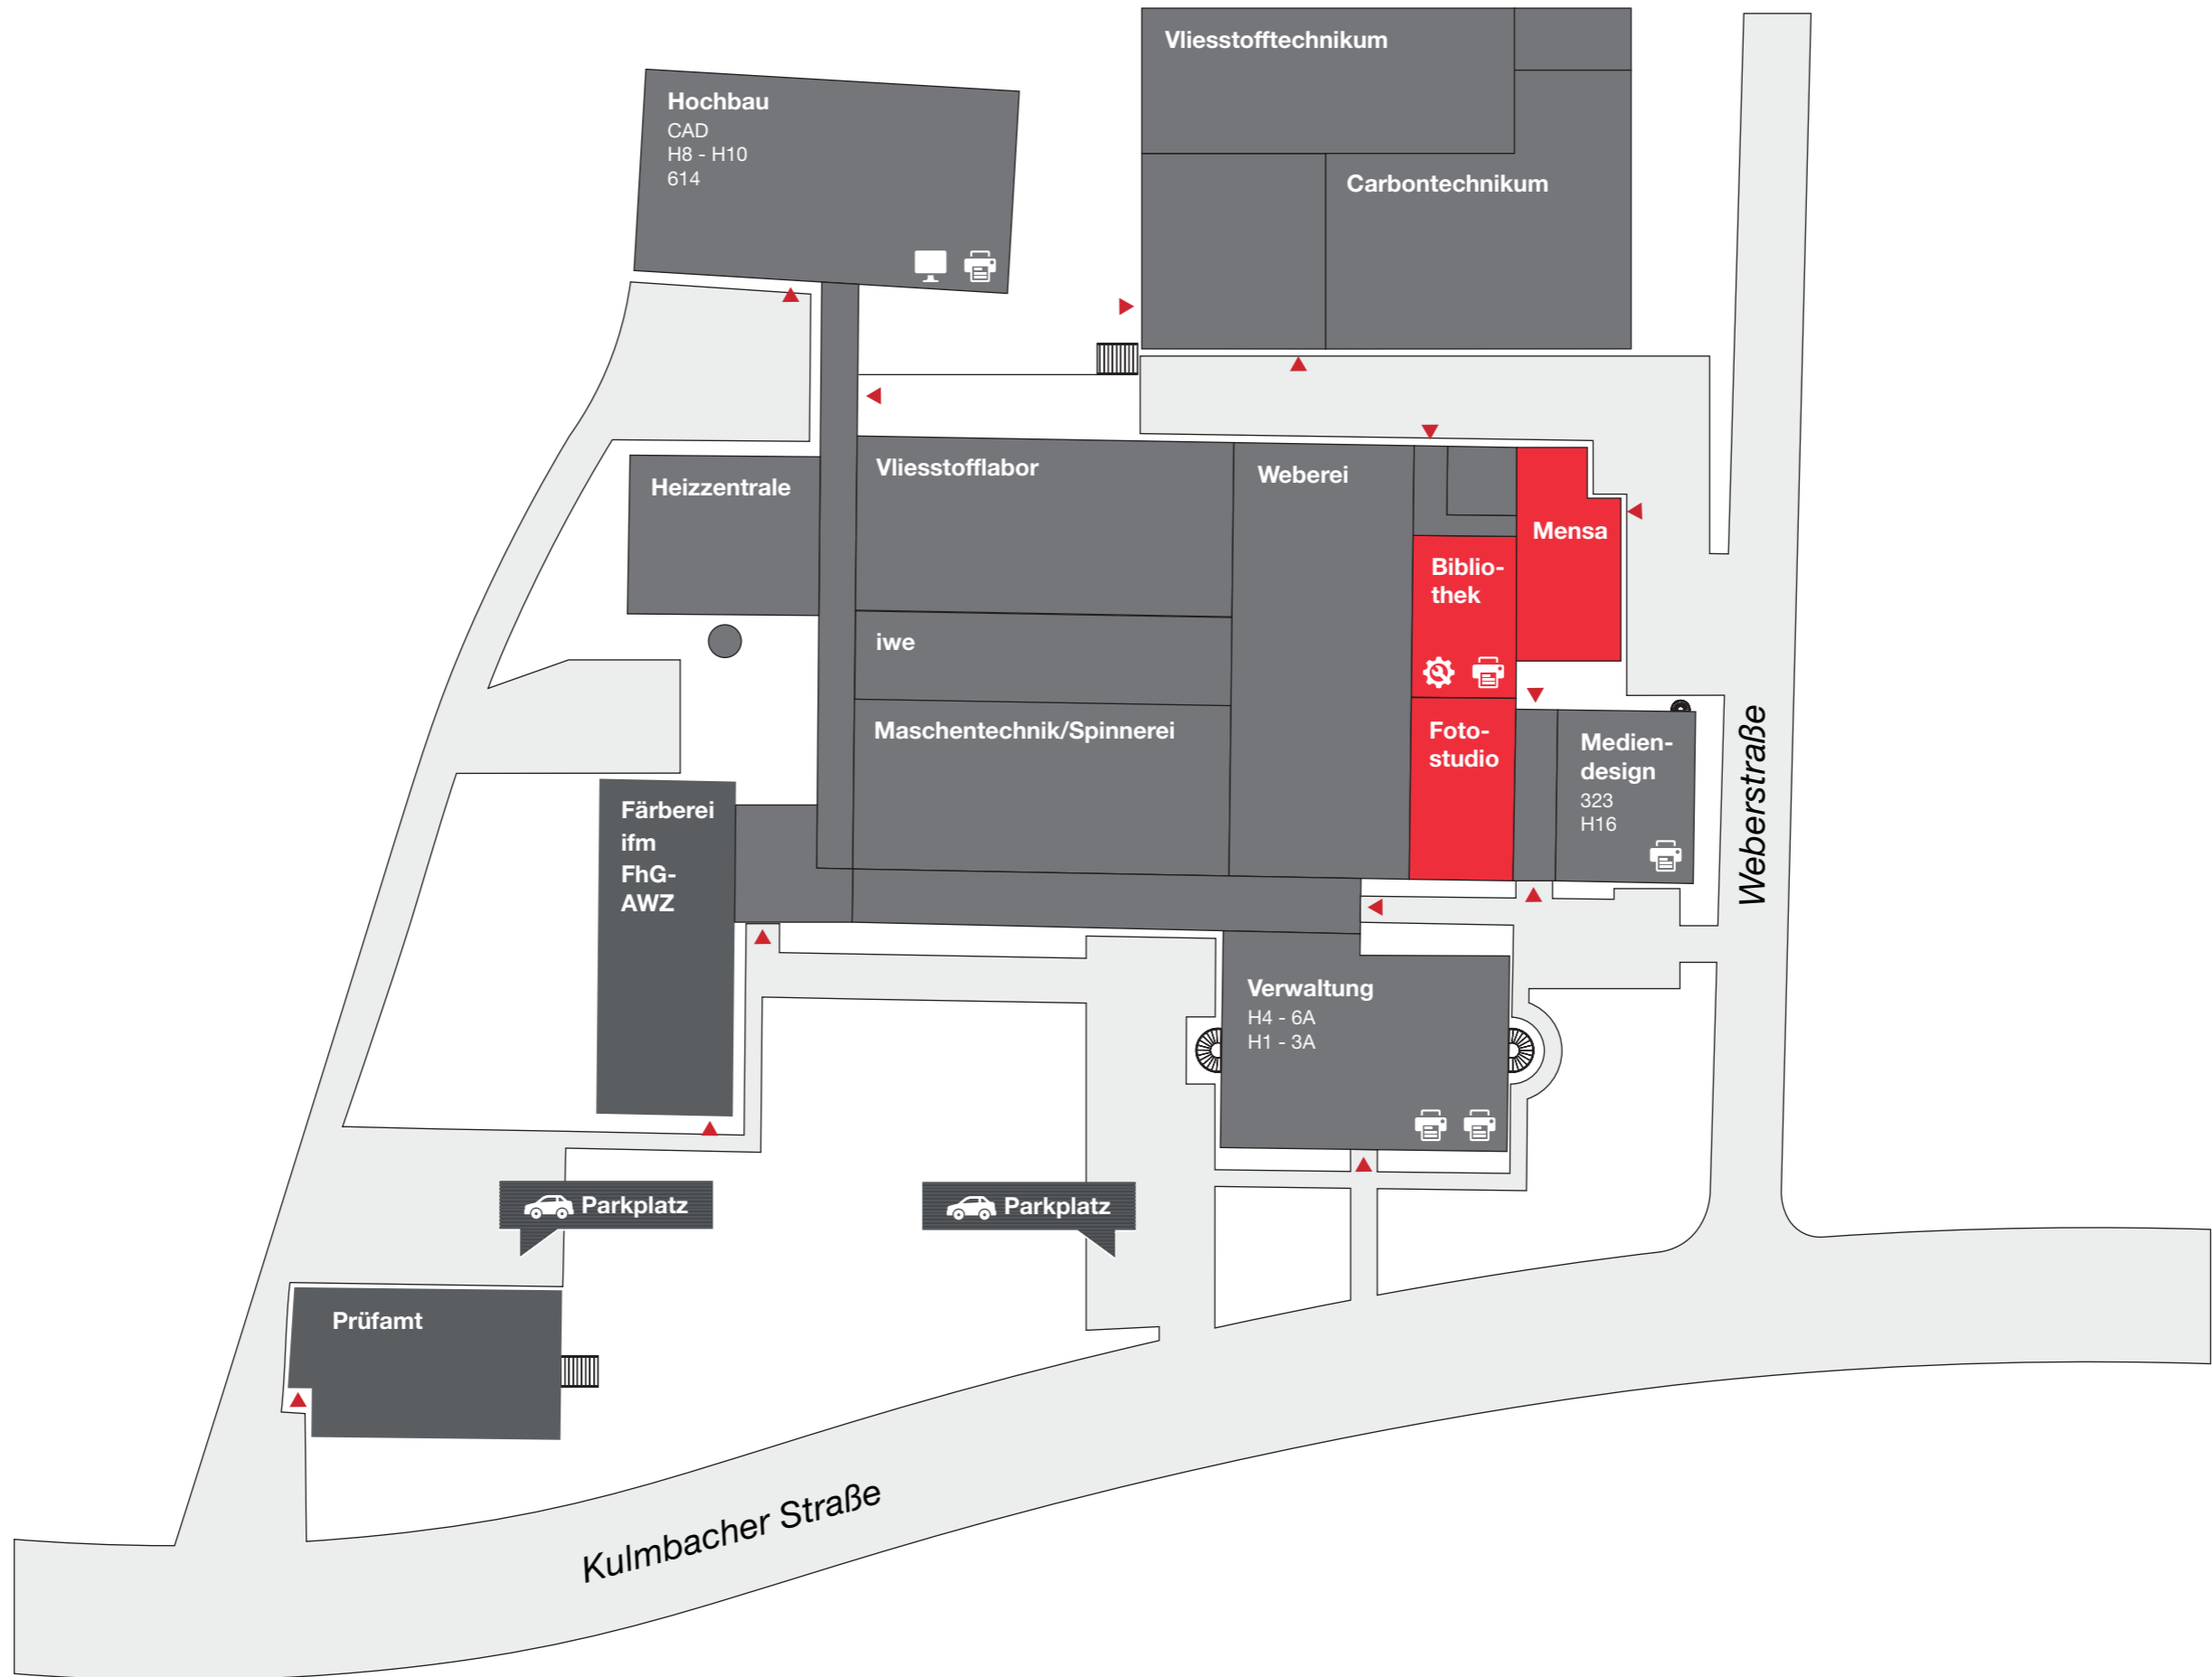 Vliesstofftechnikum
Hochbau
CAD
H8 - H10
614
Carbontechnikum
Vliesstofflabor
Weberei
Heizzentrale
Mensa
Biblio-
thek
iwe
Maschentechnik/Spinnerei
Foto-
studio
Medien-
design
323
H16
Weberstraße
Färberei
ifm
FhG-
AWZ
Verwaltung
H4 - 6A
H1 - 3A
Parkplatz
Parkplatz
Prüfamt
Kulmbacher Straße